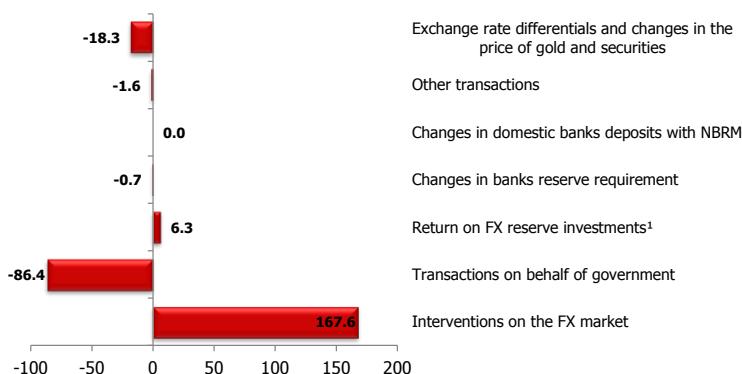 -18.3 Exchange rate differentials and changes in the
price of gold and securities
-1.6 Other transactions
0.0 Changes in domestic banks deposits with NBRM
-0.7 Changes in banks reserve requirement
6.3 Return on FX reserve investments¹
-86.4 Transactions on behalf of government
167.6 Interventions on the FX market
-100 -50 0 50 100 150 200